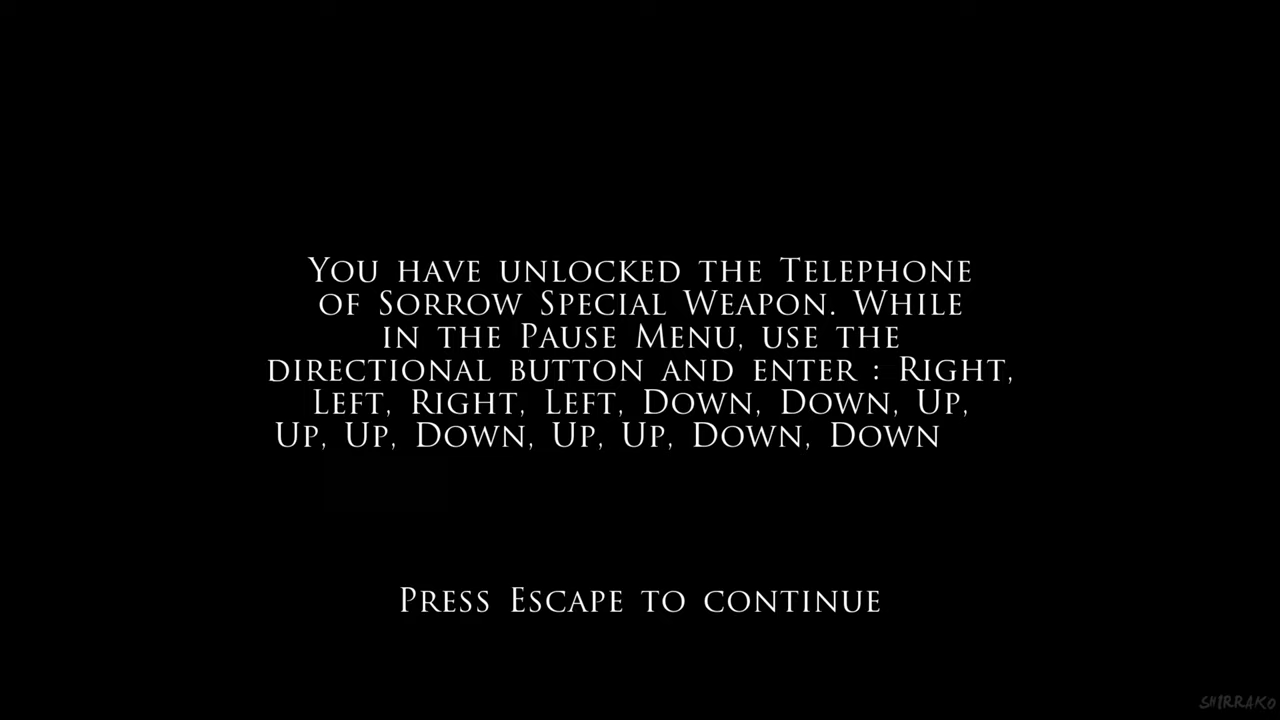 You have unlocked the Telephone
of Sorrow Special Weapon. While
in the Pause Menu, use the
directional button and enter : Right,
Left, Right, Left, Down, Down, Up,
Up, Up, Down, Up, Up, Down, Down
Press Escape to continue
SHIRRAKO